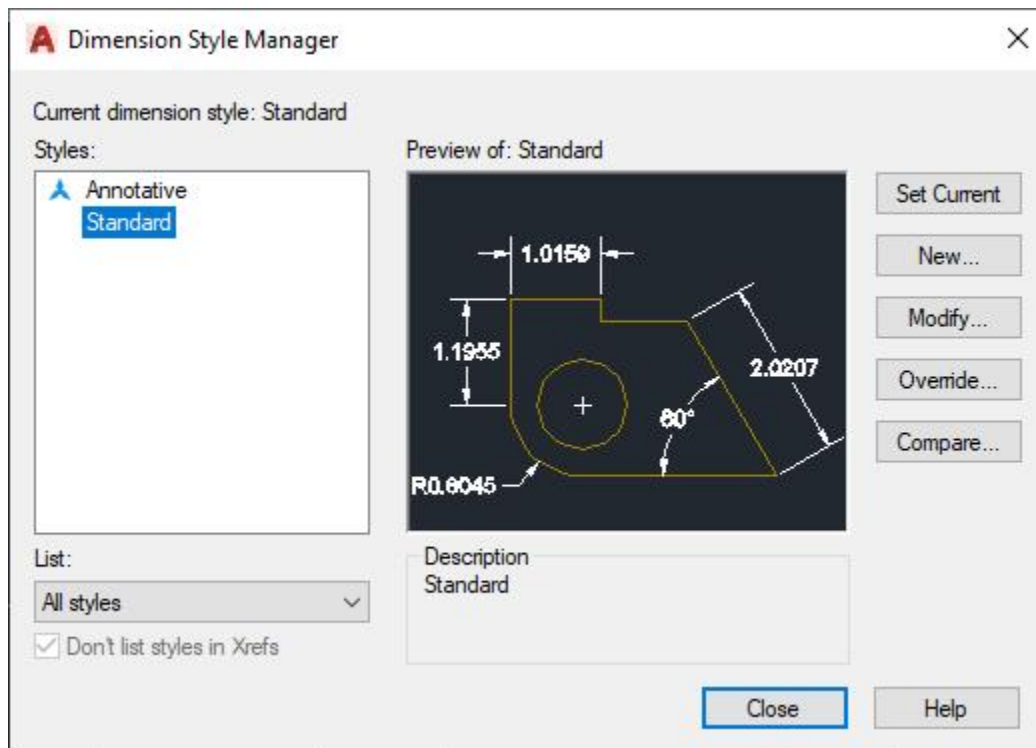 Dimension Style Manager
Current dimension style: Standard
Styles:
Annotative
Standard
List:
All styles
Don't list styles in Xrefs
Preview of: Standard
1.0159
1.1955
2.0207
60°
R0.8045
Description
Standard
Set Current
New...
Modify...
Override...
Compare...
Close
Help